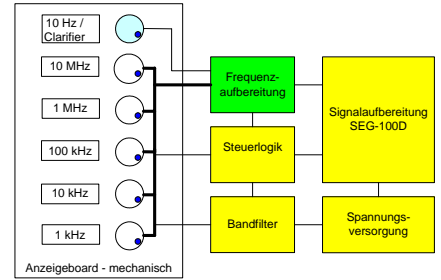 10 Hz /
Clarifier
10 MHz
1 MHz
100 kHz
10 kHz
1 kHz
Anzeigeboard - mechanisch
Frequenz-
aufbereitung
Steuerlogik
Bandfilter
Signalaufbereitung
SEG-100D
Spannungs-
versorgung